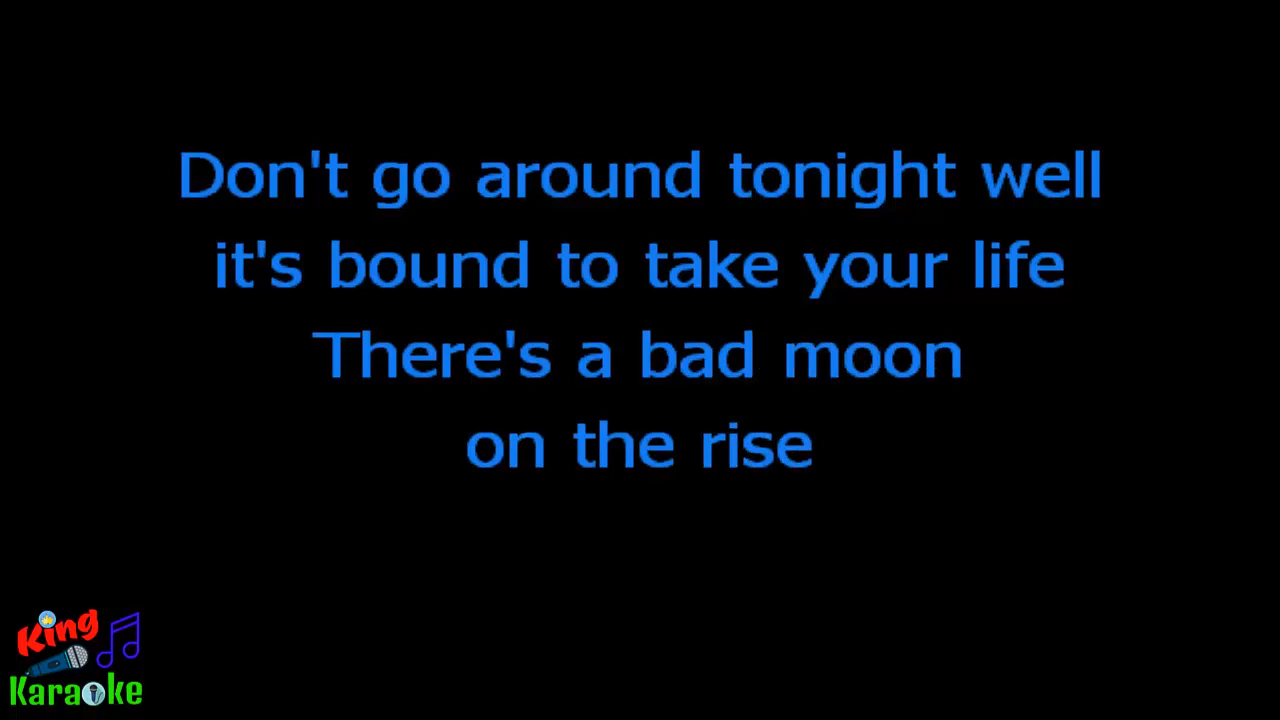 Don't go around tonight well
it's bound to take your life
There's a bad moon
on the rise
King
Karaoke